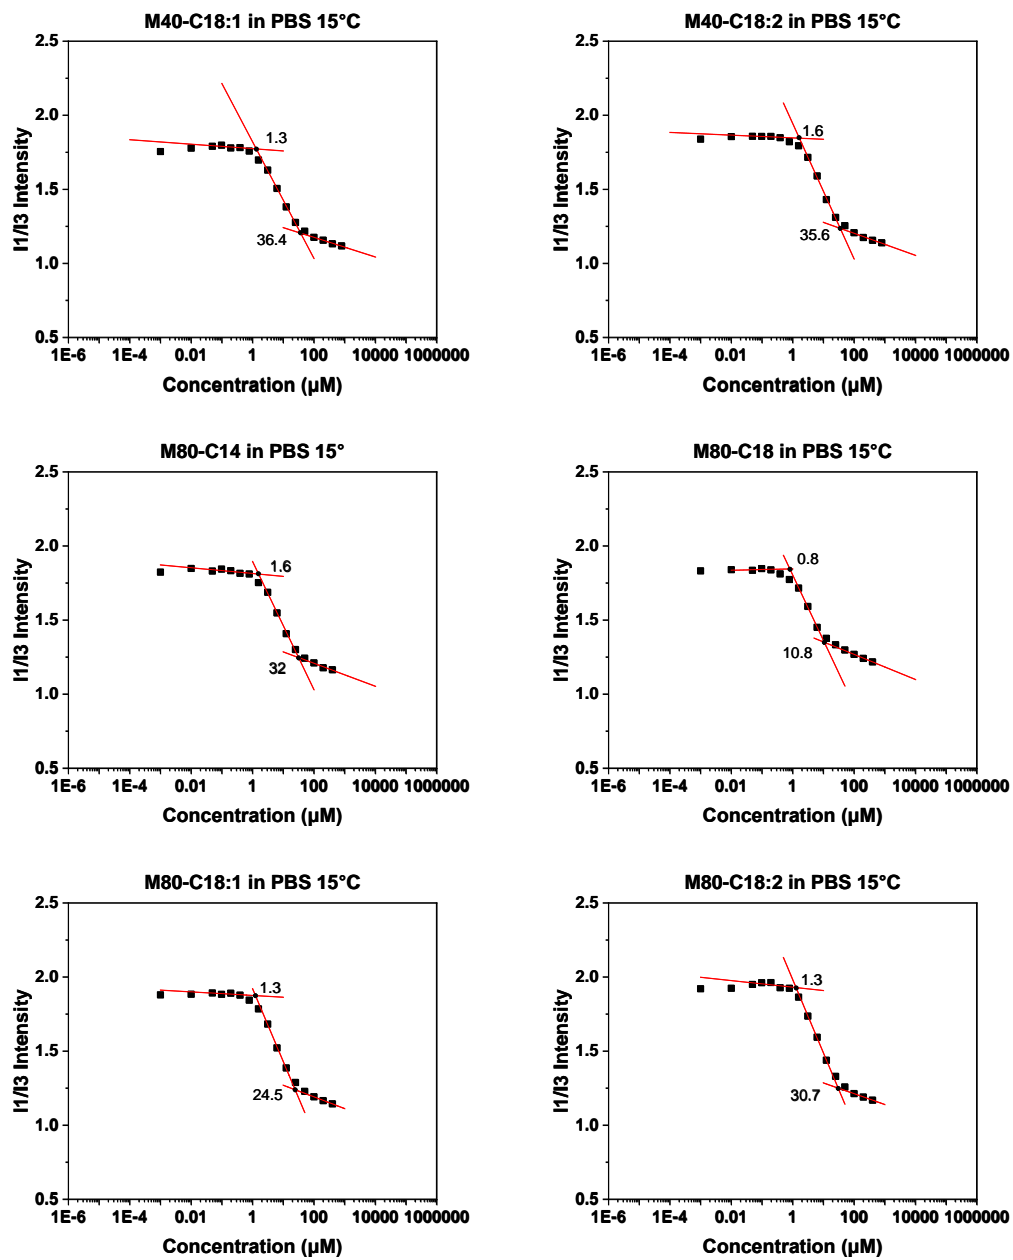 M40-C18:1 in PBS 15°C
2.5
2.0
1.5
1.0
0.5
I1/I3 Intensity
1.3
36.4
1E-6 1E-4 0.01 1 100 10000 1000000
Concentration (µM)
M40-C18:2 in PBS 15°C
2.5
2.0
1.5
1.0
0.5
I1/I3 Intensity
1.6
35.6
1E-6 1E-4 0.01 1 100 10000 1000000
Concentration (µM)
M80-C14 in PBS 15°
2.5
2.0
1.5
1.0
0.5
I1/I3 Intensity
1.6
32
1E-6 1E-4 0.01 1 100 10000 1000000
Concentration (µM)
M80-C18 in PBS 15°C
2.5
2.0
1.5
1.0
0.5
I1/I3 Intensity
0.8
10.8
1E-6 1E-4 0.01 1 100 10000 1000000
Concentration (µM)
M80-C18:1 in PBS 15°C
2.5
2.0
1.5
1.0
0.5
I1/I3 Intensity
1.3
24.5
1E-6 1E-4 0.01 1 100 10000 1000000
Concentration (µM)
M80-C18:2 in PBS 15°C
2.5
2.0
1.5
1.0
0.5
I1/I3 Intensity
1.3
30.7
1E-6 1E-4 0.01 1 100 10000 1000000
Concentration (µM)